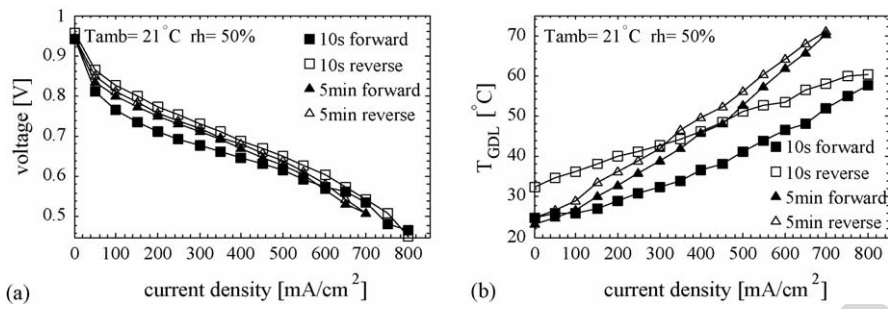 Tamb= 21°C rh= 50%
10s forward
10s reverse
5min forward
5min reverse
voltage [V]
1
0.9
0.8
0.7
0.6
0.5
0 100 200 300 400 500 600 700 800
current density [mA/cm²]
(a)
Tamb= 21°C rh= 50%
10s forward
10s reverse
5min forward
5min reverse
T_GDL [°C]
70
60
50
40
30
20
0 100 200 300 400 500 600 700 800
current density [mA/cm²]
(b)